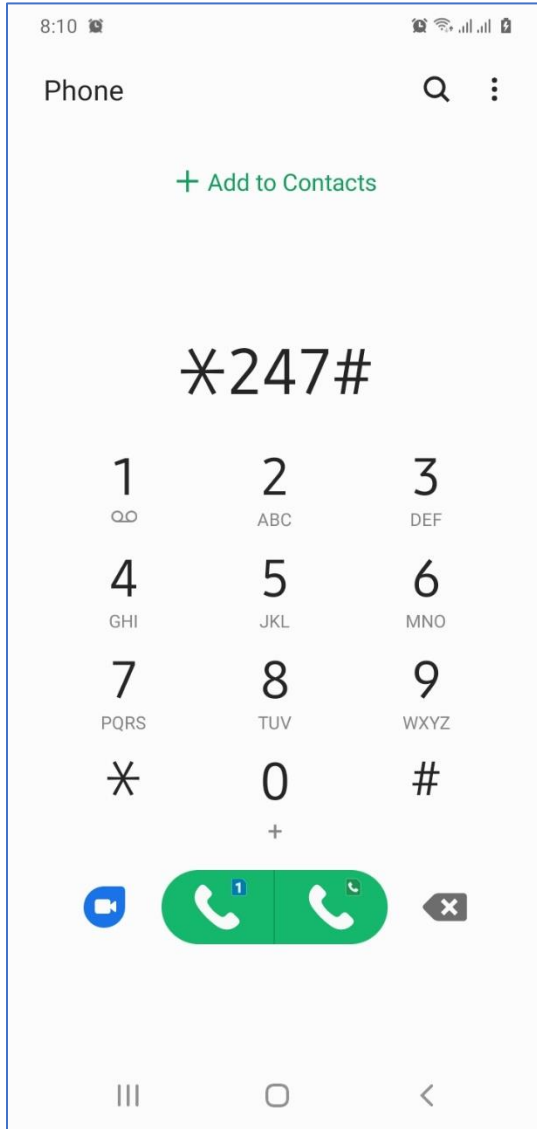 8:10
Phone
+ Add to Contacts
*247#
1 2 3
ABC DEF
4 5 6
GHI JKL MNO
7 8 9
PQRS TUV WXYZ
* 0 #
+
1